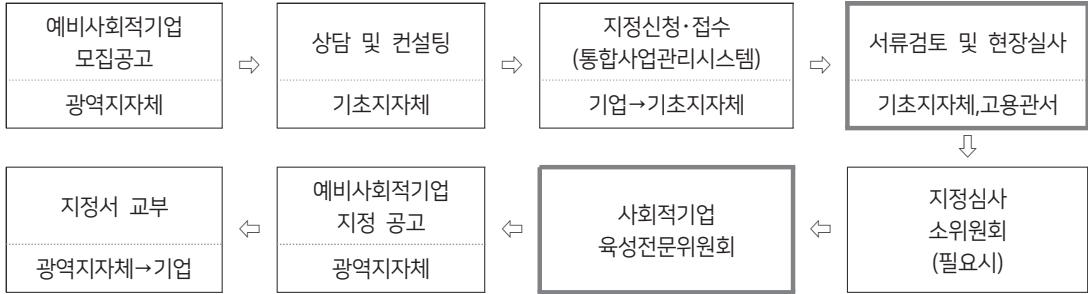 예비사회적기업
모집공고
광역지자체
⇨
상담 및 컨설팅
기초지자체
⇨
지정신청·접수
(통합사업관리시스템)
기업→기초지자체
⇨
서류검토 및 현장실사
기초지자체,고용관서
⇩
지정심사
소위원회
(필요시)
⇦
사회적기업
육성전문위원회
⇦
예비사회적기업
지정 공고
광역지자체
⇦
지정서 교부
광역지자체→기업